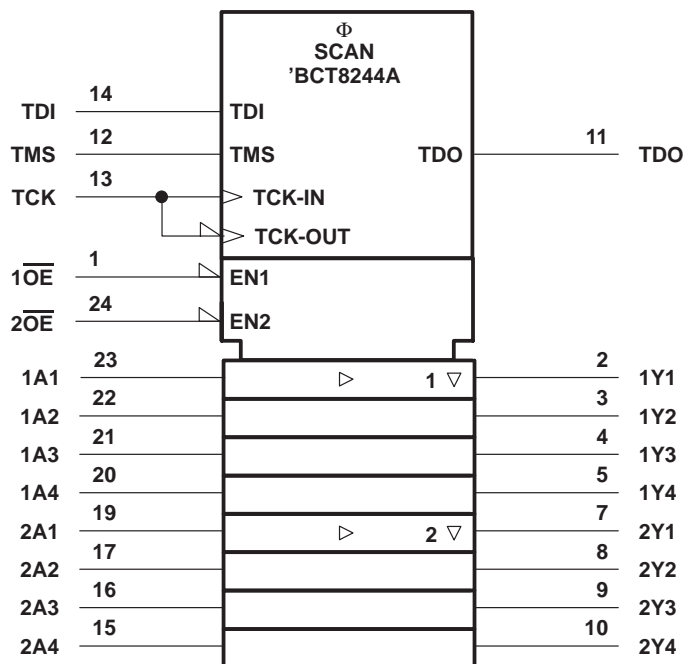 Φ
SCAN
'BCT8244A
TDI 14 TDI
TMS 12 TMS TDO 11 TDO
TCK 13 TCK-IN
TCK-OUT
1OE 1 EN1
2OE 24 EN2
1A1 23 1 2 1Y1
1A2 22 3 1Y2
1A3 21 4 1Y3
1A4 20 5 1Y4
2A1 19 2 7 2Y1
2A2 17 8 2Y2
2A3 16 9 2Y3
2A4 15 10 2Y4